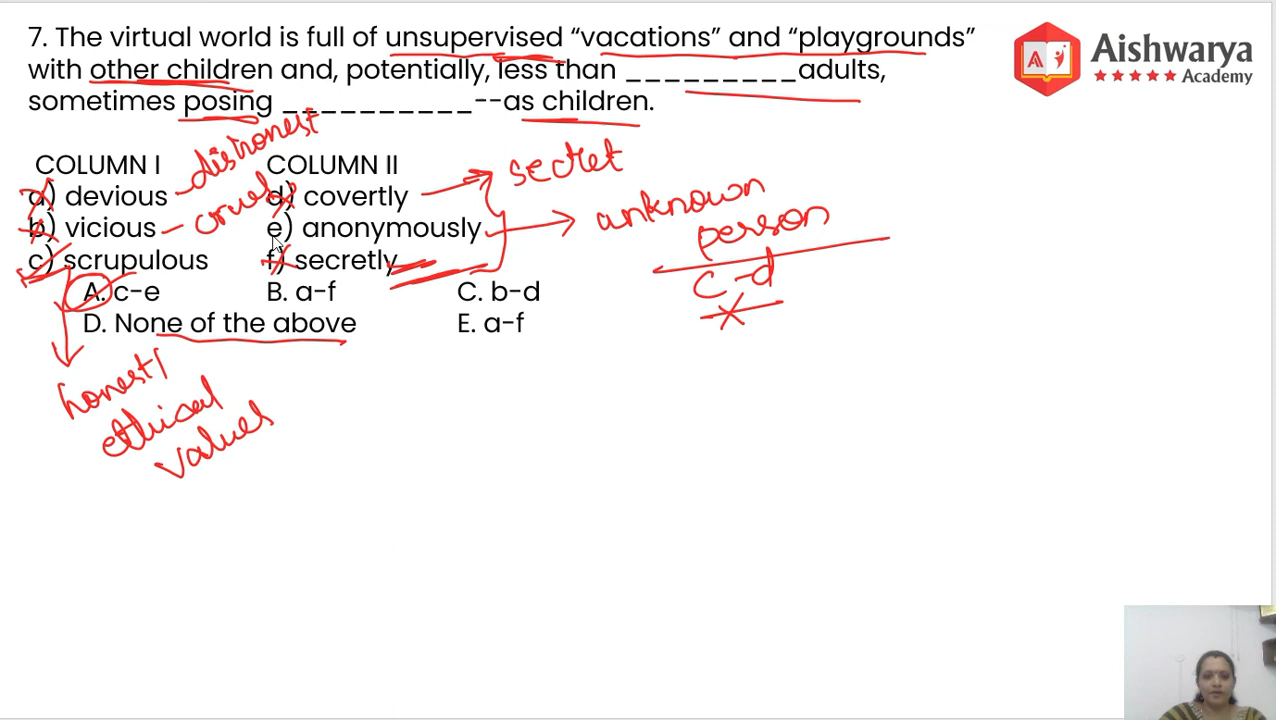 7. The virtual world is full of unsupervised “vacations” and “playgrounds”
with other children and, potentially, less than _________adults,
sometimes posing __________--as children.
Aishwarya
Academy
COLUMN I COLUMN II
a) devious d) covertly
b) vicious e) anonymously
c) scrupulous f) secretly
A. c-e B. a-f C. b-d
D. None of the above E. a-f
dishonest
cruel
secret
unknown
person
c-d
honest/
ethical
values